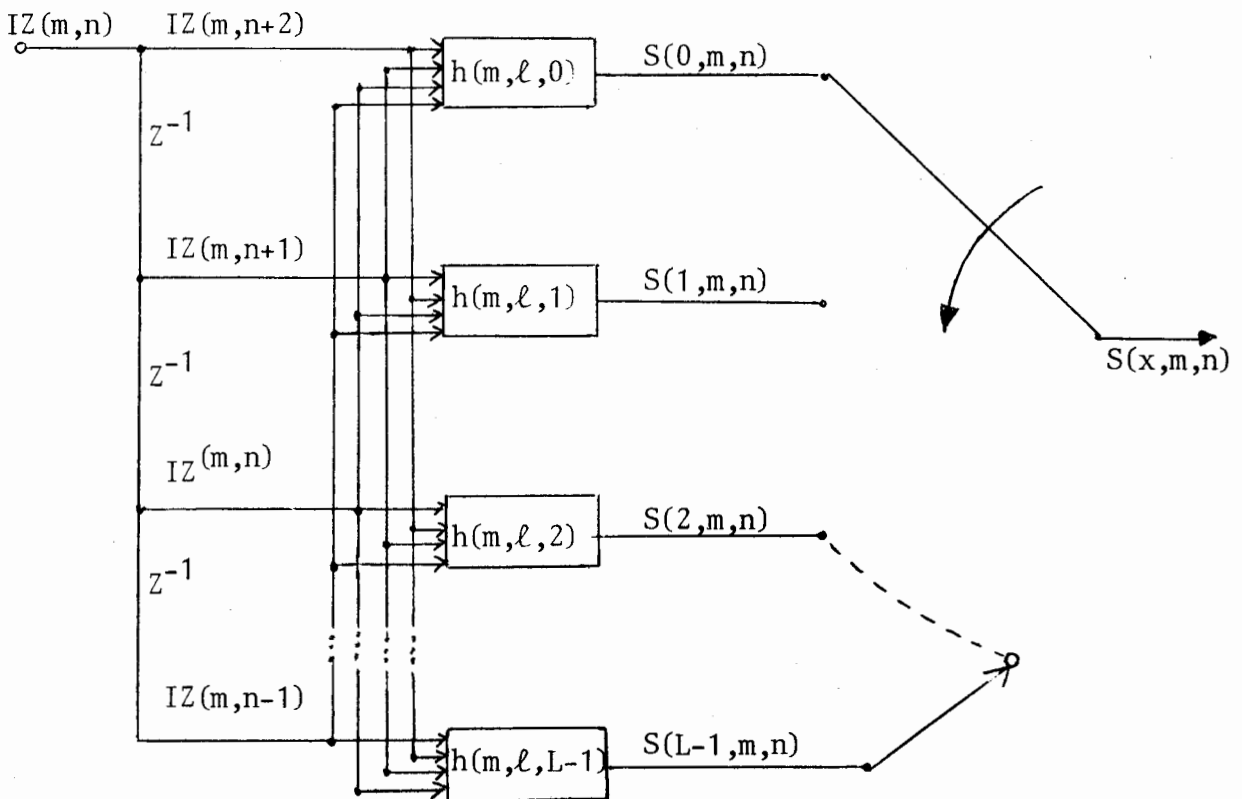 IZ(m,n)
IZ(m,n+2)
h(m,ℓ,0)
S(0,m,n)
Z⁻¹
IZ(m,n+1)
h(m,ℓ,1)
S(1,m,n)
S(x,m,n)
Z⁻¹
IZ(m,n)
h(m,ℓ,2)
S(2,m,n)
Z⁻¹
IZ(m,n-1)
h(m,ℓ,L-1)
S(L-1,m,n)